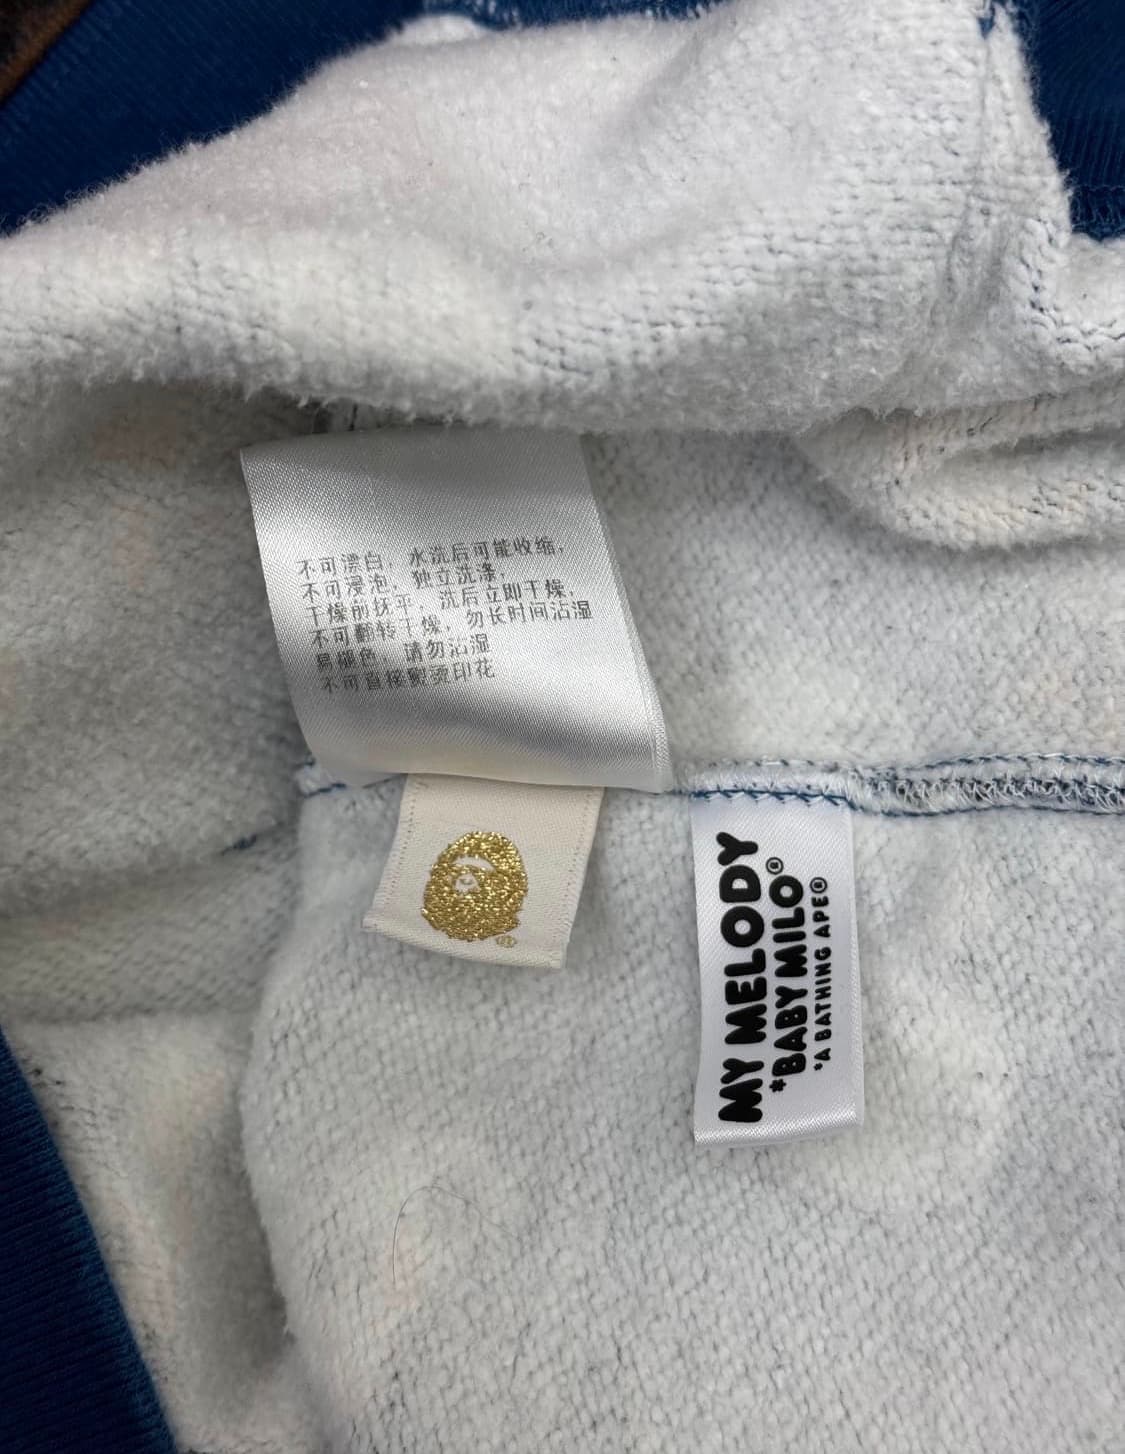 不可漂白，水洗后可能收缩，
不可浸泡，独立洗涤，
干燥前抚平，洗后立即干燥，
不可翻转干燥，勿长时间沾湿
易褪色，请勿沾湿
不可直接熨烫印花
®
MY MELODY
*BABY MILO®
*A BATHING APE®